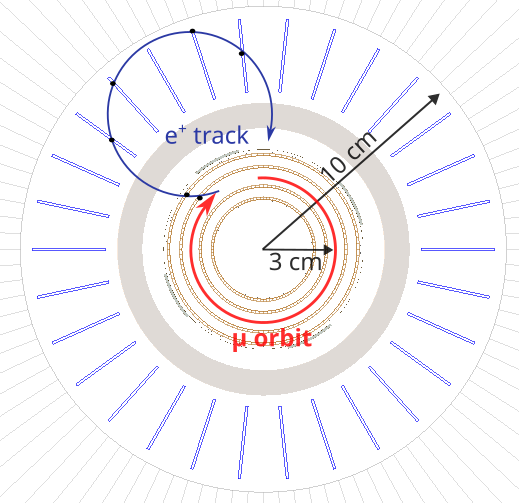 e⁺ track
10 cm
3 cm
μ orbit